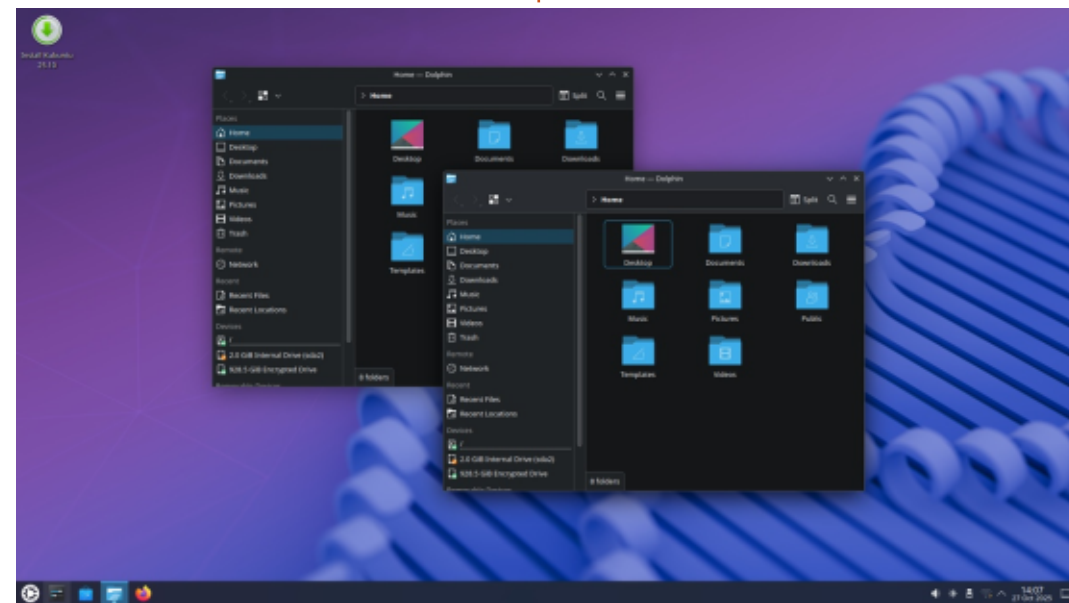 Install Kubuntu
Home — Dolphin
> Home
Split
Places
Home
Desktop
Documents
Downloads
Music
Pictures
Videos
Trash
Remote
Network
Recent
Recent Files
Recent Locations
Devices
/
2.0 GiB Internal Drive (sda2)
928.5 GiB Encrypted Drive
Desktop
Documents
Downloads
Music
Templates
8 folders
Home — Dolphin
> Home
Split
Places
Home
Desktop
Documents
Downloads
Music
Pictures
Videos
Trash
Remote
Network
Recent
Recent Files
Recent Locations
Devices
/
2.0 GiB Internal Drive (sda2)
928.5 GiB Encrypted Drive
Desktop
Documents
Downloads
Music
Pictures
Public
Templates
Videos
8 folders
14:07
27 Oct 2025